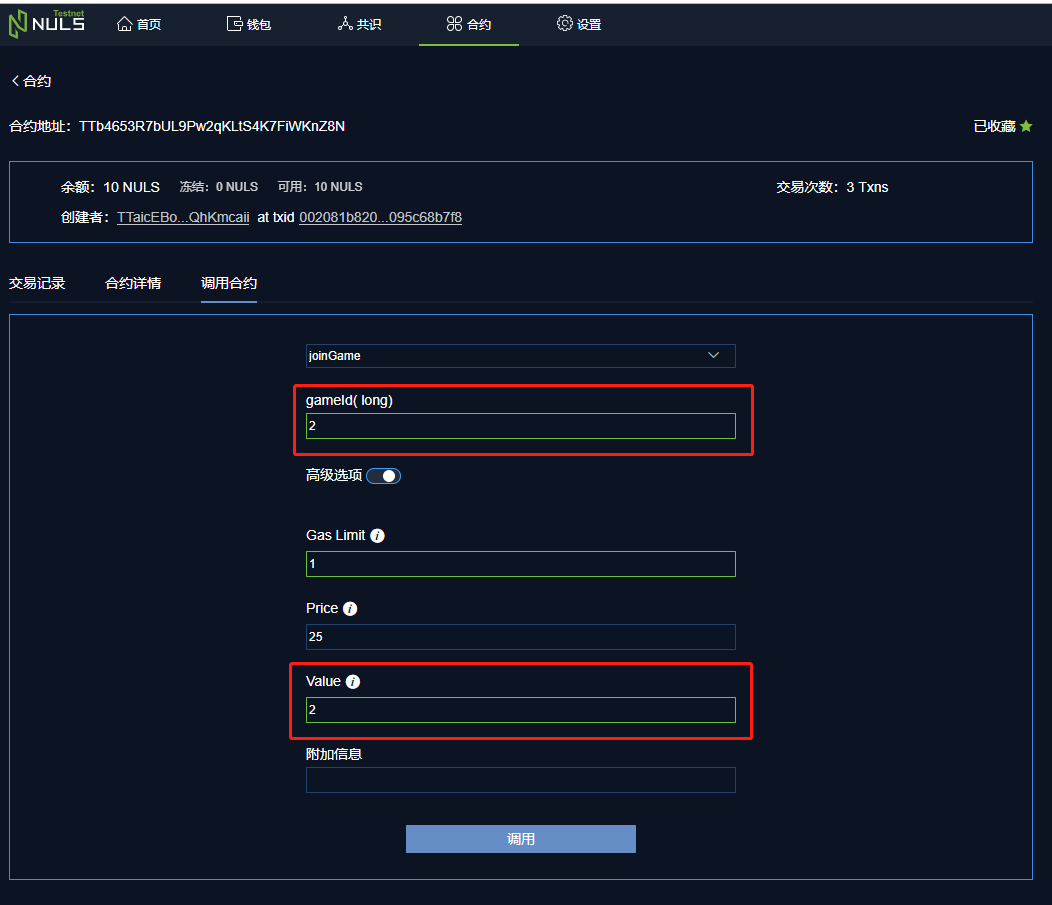 Testnet
NULS 首页 钱包 共识 合约 设置
合约
合约地址：TTb4653R7bUL9Pw2qKLtS4K7FiWKnZ8N 已收藏
余额：10 NULS 冻结：0 NULS 可用：10 NULS 交易次数：3 Txns
创建者：TTaicEBo...QhKmcaii at txid 002081b820...095c68b7f8
交易记录 合约详情 调用合约
joinGame
gameId( long)
2
高级选项
Gas Limit i
1
Price i
25
Value i
2
附加信息
调用